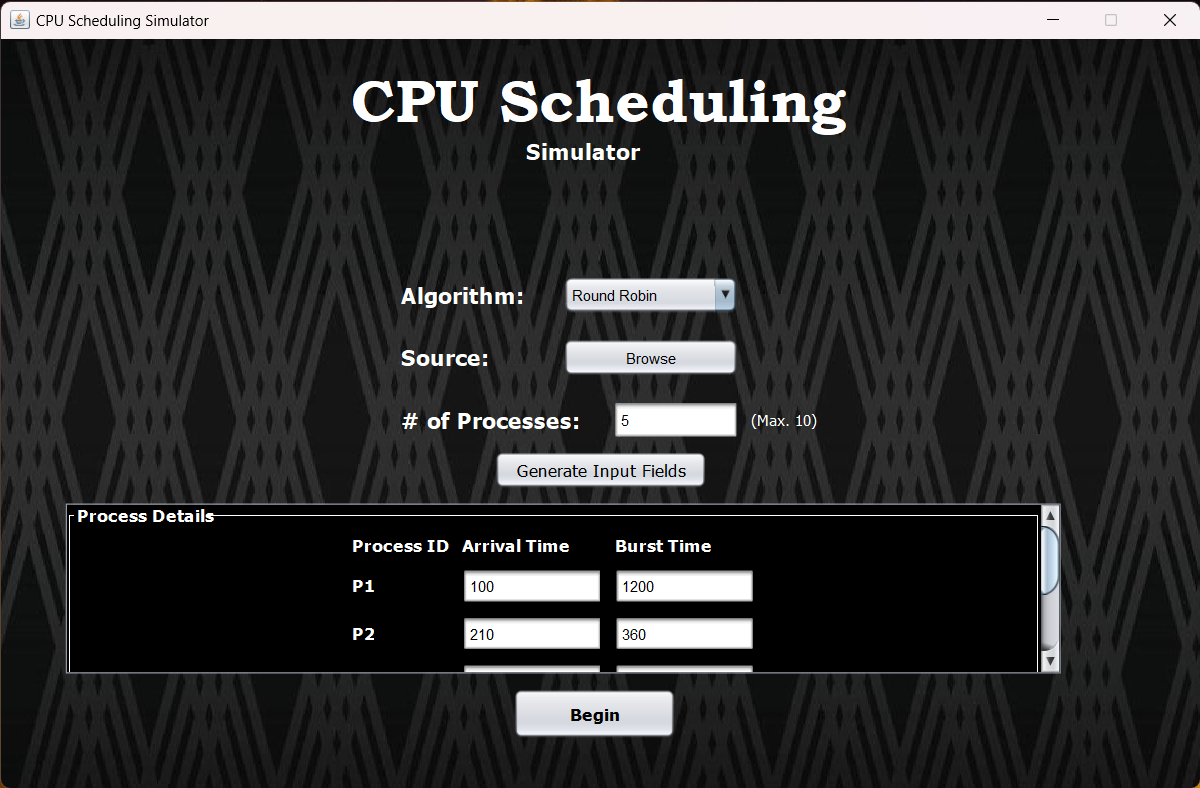 CPU Scheduling Simulator
CPU Scheduling
Simulator
Algorithm: Round Robin
Source: Browse
# of Processes: 5 (Max. 10)
Generate Input Fields
Process Details
Process ID Arrival Time Burst Time
P1 100 1200
P2 210 360
Begin